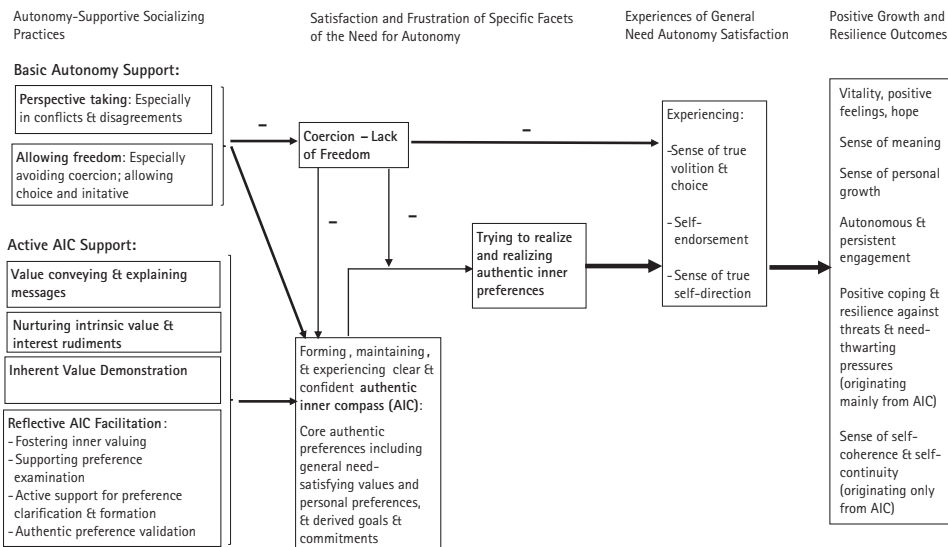 Autonomy-Supportive Socializing
Practices
Satisfaction and Frustration of Specific Facets
of the Need for Autonomy
Experiences of General
Need Autonomy Satisfaction
Positive Growth and
Resilience Outcomes
Basic Autonomy Support:
Perspective taking: Especially
in conflicts & disagreements
Allowing freedom: Especially
avoiding coercion; allowing
choice and initative
Active AIC Support:
Value conveying & explaining
messages
Nurturing intrinsic value &
interest rudiments
Inherent Value Demonstration
Reflective AIC Facilitation:
- Fostering inner valuing
- Supporting preference
examination
- Active support for preference
clarification & formation
- Authentic preference validation
–
Coercion – Lack
of Freedom
–
–
–
Trying to realize
and realizing
authentic inner
preferences
Forming, maintaining,
& experiencing clear &
confident authentic
inner compass (AIC):
Core authentic
preferences including
general need-
satisfying values and
personal preferences,
& derived goals &
commitments
Experiencing:
-Sense of true
volition &
choice
- Self-
endorsement
- Sense of true
self-direction
Vitality, positive
feelings, hope
Sense of meaning
Sense of personal
growth
Autonomous &
persistent
engagement
Positive coping &
resilience against
threats & need-
thwarting
pressures
(originating
mainly from AIC)
Sense of self-
coherence & self-
continuity
(originating only
from AIC)